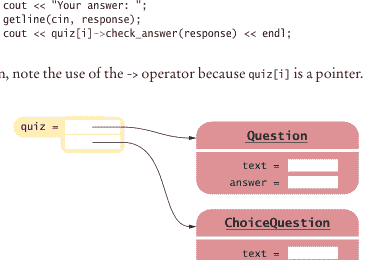 cout << "Your answer: ";
getline(cin, response);
cout << quiz[i]->check_answer(response) << endl;
note the use of the -> operator because quiz[i] is a pointer.
quiz =
Question
text =
answer =
ChoiceQuestion
text =